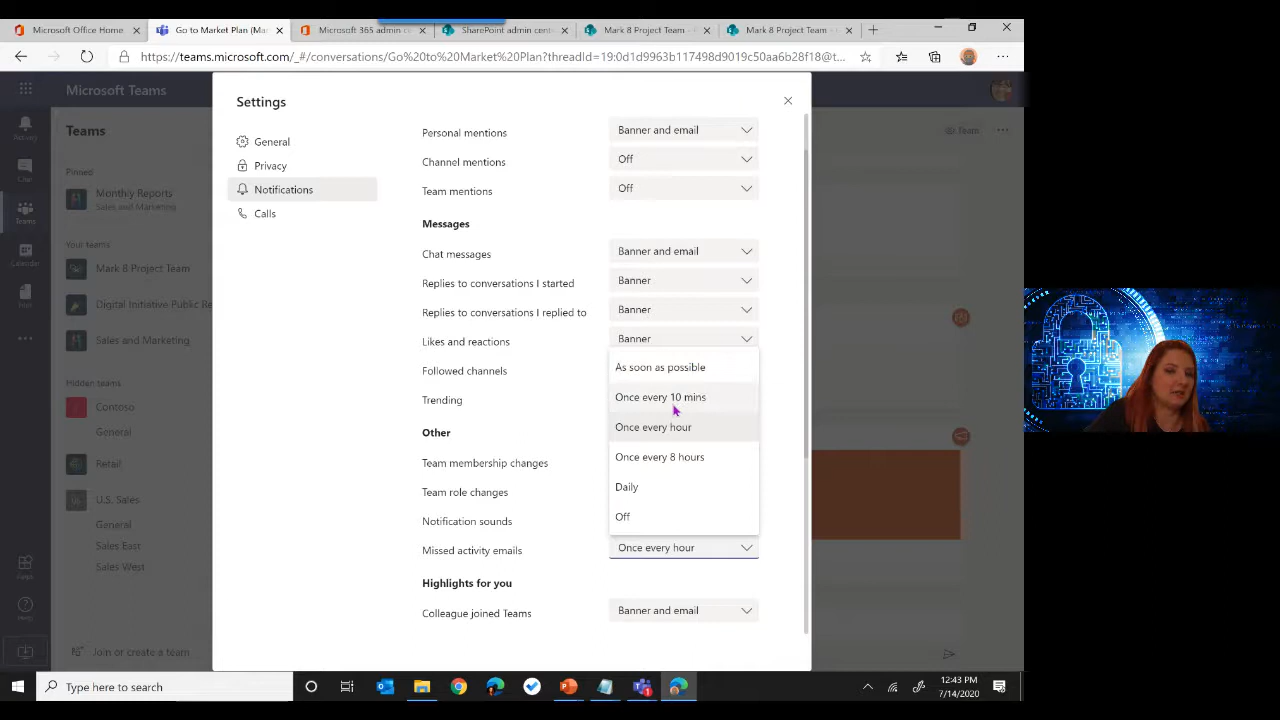 Microsoft Office Home
Go to Market Plan (Mar
Microsoft 365 admin ce
SharePoint admin cente
Mark 8 Project Team - 
Mark 8 Project Team - 
https://teams.microsoft.com/_#/conversations/Go%20to%20Market%20Plan?threadId=19:0d1d9963b117498d9019c50aa6b28f18@t...
Microsoft Teams
Teams
Team
Activity
Chat
Teams
Calendar
Help
Pinned
Monthly Reports
Sales and Marketing
Your teams
Mark 8 Project Team
Digital Initiative Public Re
Sales and Marketing
Hidden teams
Contoso
General
Retail
U.S. Sales
General
Sales East
Sales West
Join or create a team
Settings
General
Privacy
Notifications
Calls
Personal mentions
Banner and email
Channel mentions
Off
Team mentions
Off
Messages
Chat messages
Banner and email
Replies to conversations I started
Banner
Replies to conversations I replied to
Banner
Likes and reactions
Banner
Followed channels
Trending
Other
Team membership changes
Team role changes
Notification sounds
Missed activity emails
Once every hour
As soon as possible
Once every 10 mins
Once every hour
Once every 8 hours
Daily
Off
Highlights for you
Colleague joined Teams
Banner and email
Type here to search
12:43 PM
7/14/2020